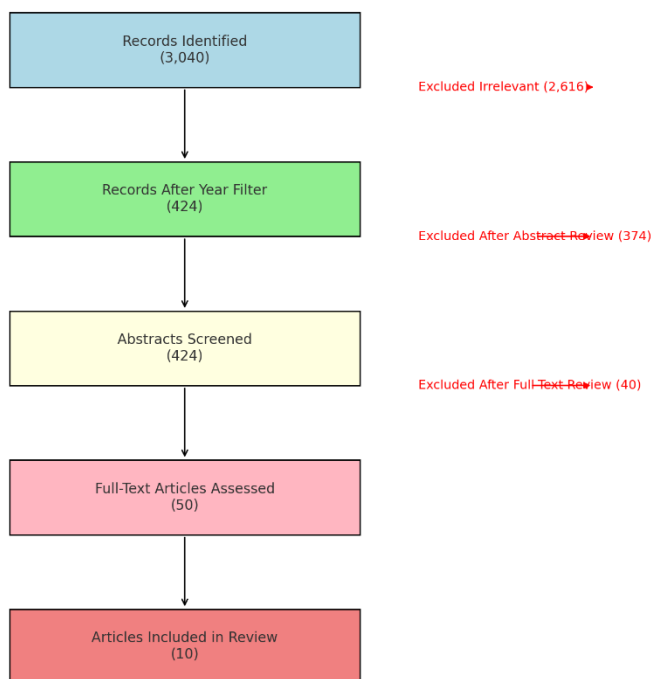 Records Identified
(3,040)
Excluded Irrelevant (2,616)
Records After Year Filter
(424)
Excluded After Abstract Review (374)
Abstracts Screened
(424)
Excluded After Full-Text Review (40)
Full-Text Articles Assessed
(50)
Articles Included in Review
(10)